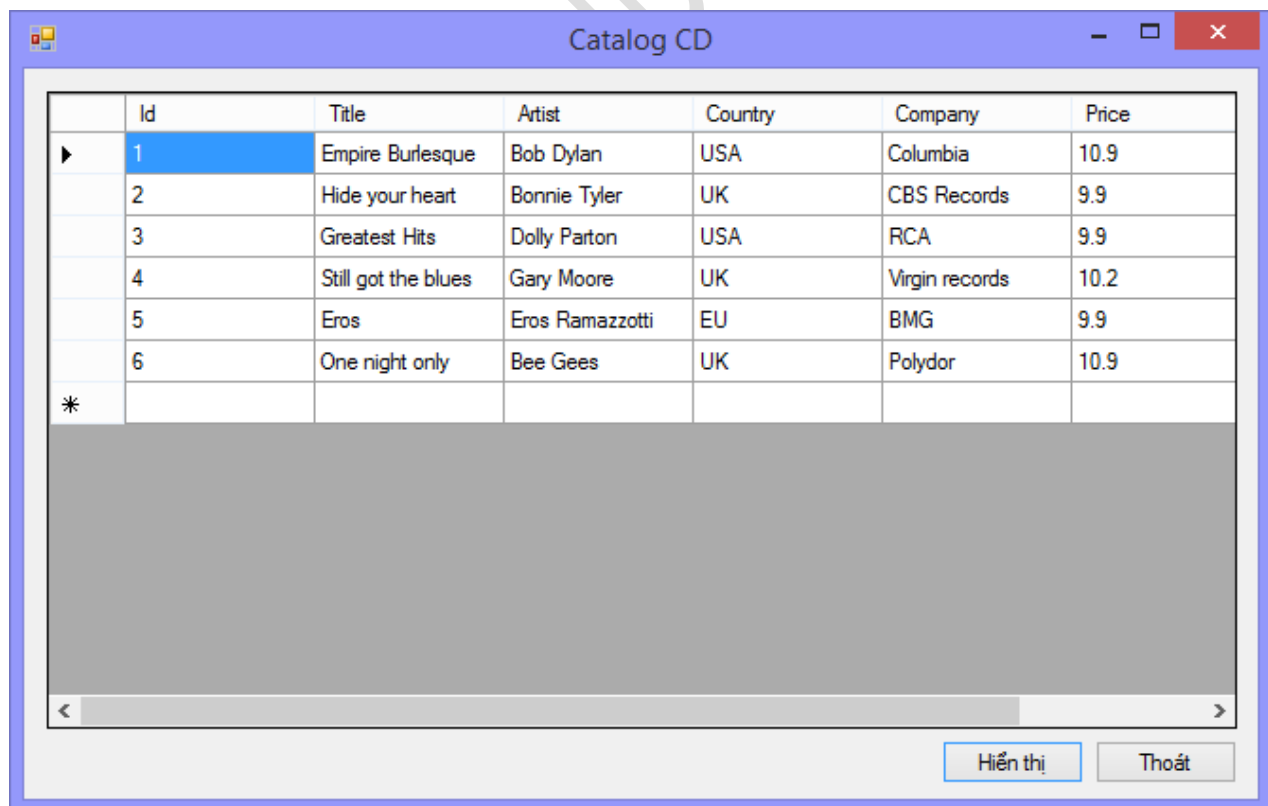 Catalog CD
Id Title Artist Country Company Price
1 Empire Burlesque Bob Dylan USA Columbia 10.9
2 Hide your heart Bonnie Tyler UK CBS Records 9.9
3 Greatest Hits Dolly Parton USA RCA 9.9
4 Still got the blues Gary Moore UK Virgin records 10.2
5 Eros Eros Ramazzotti EU BMG 9.9
6 One night only Bee Gees UK Polydor 10.9
Hiển thị Thoát